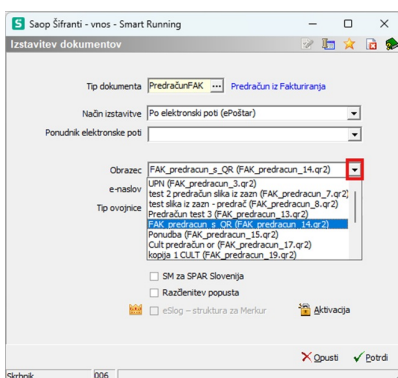 Saop Šifranti - vnos - Smart Running
Izstavitev dokumentov
Tip dokumenta PredračunFAK ... Predračun iz Fakturiranja
Način izstavitve Po elektronski poti (ePoštar)
Ponudnik elektronske poti
Obrazec FAK_predracun_s_QR (FAK_predracun_14.qr2)
UPN (FAK_predracun_3.qr2)
e-naslov test 2 predračun slika iz zazn (FAK_predracun_7.qr2)
test slika iz zazn - predrač (FAK_predracun_8.qr2)
Tip ovojnice Predračun test 3 (FAK_predracun_13.qr2)
FAK_predracun_s_QR (FAK_predracun_14.qr2)
Ponudba (FAK_predracun_15.qr2)
Cult predračun or (FAK_predracun_17.qr2)
kopija 1 CULT (FAK_predracun_19.qr2)
SM za SPAR Slovenija
Razčlenitev popusta
eSlog – struktura za Merkur Aktivacija
Opusti Potrdi
Skrbnik 006